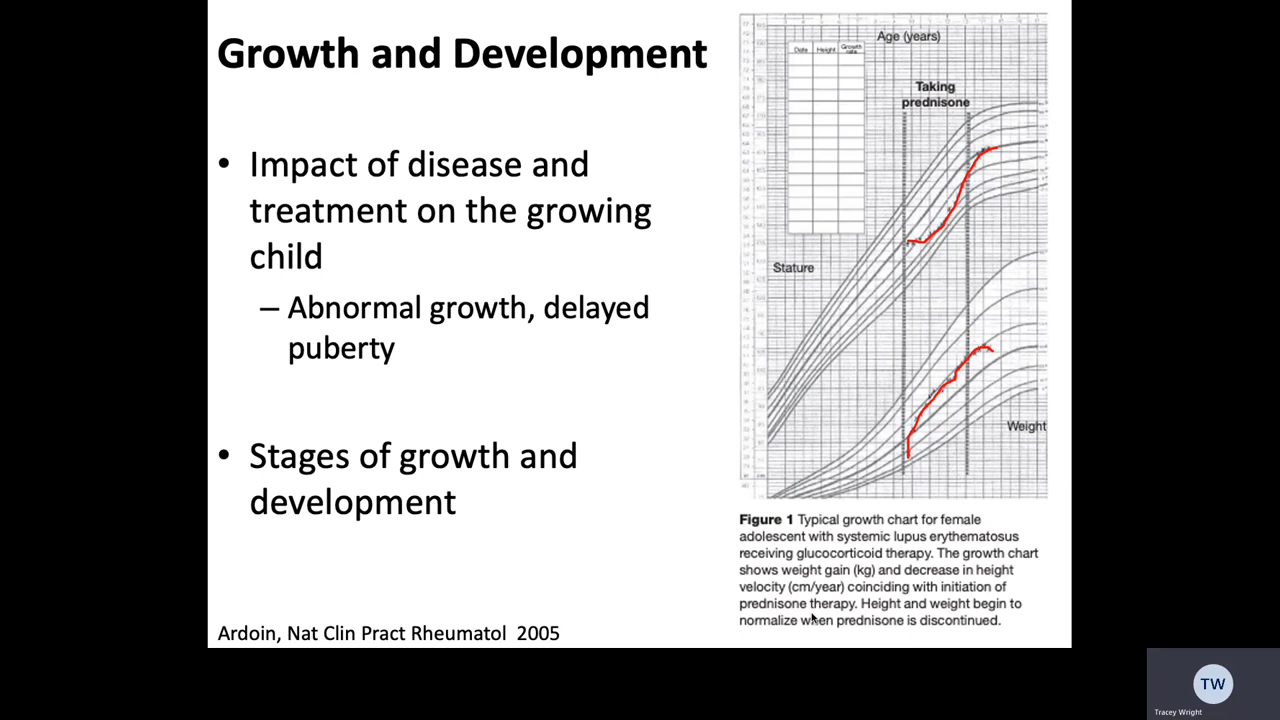 Growth and Development
• Impact of disease and
treatment on the growing
child
– Abnormal growth, delayed
puberty
• Stages of growth and
development
Ardoin, Nat Clin Pract Rheumatol 2005
Age (years)
Date Height Growth
rate
Taking
prednisone
Stature
Weight
Figure 1 Typical growth chart for female
adolescent with systemic lupus erythematosus
receiving glucocorticoid therapy. The growth chart
shows weight gain (kg) and decrease in height
velocity (cm/year) coinciding with initiation of
prednisone therapy. Height and weight begin to
normalize when prednisone is discontinued.
TW
Tracey Wright